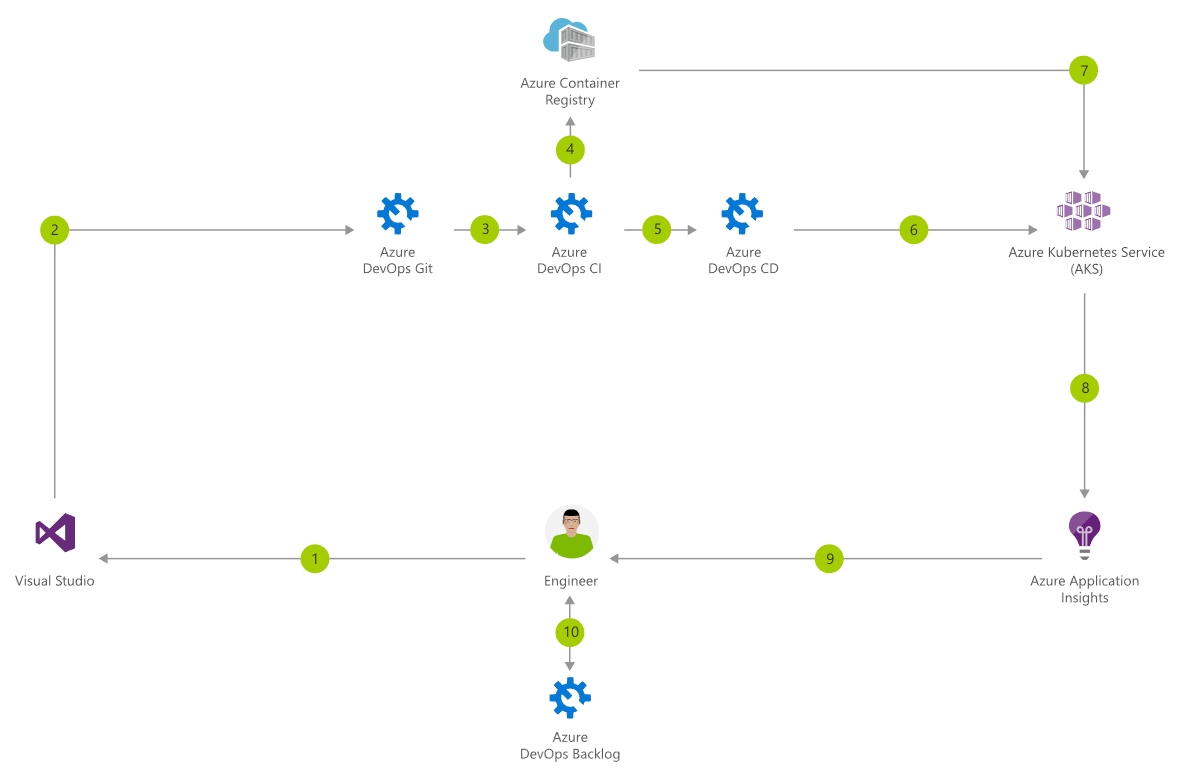 Azure Container
Registry
7
4
2
3
5
6
Azure
DevOps Git
Azure
DevOps CI
Azure
DevOps CD
Azure Kubernetes Service
(AKS)
8
1
9
Visual Studio
Engineer
Azure Application
Insights
10
Azure
DevOps Backlog